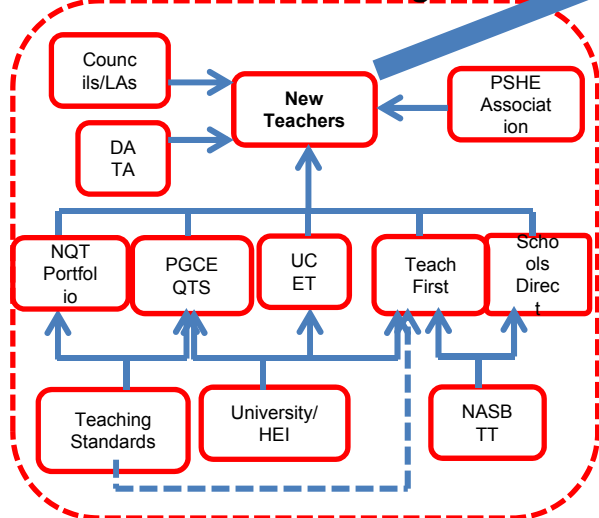 Counc
ils/LAs
New
Teachers
PSHE
Associat
ion
DA
TA
NQT
Portfol
io
PGCE
QTS
UC
ET
Teach
First
Scho
ols
Direc
t
Teaching
Standards
University/
HEI
NASB
TT